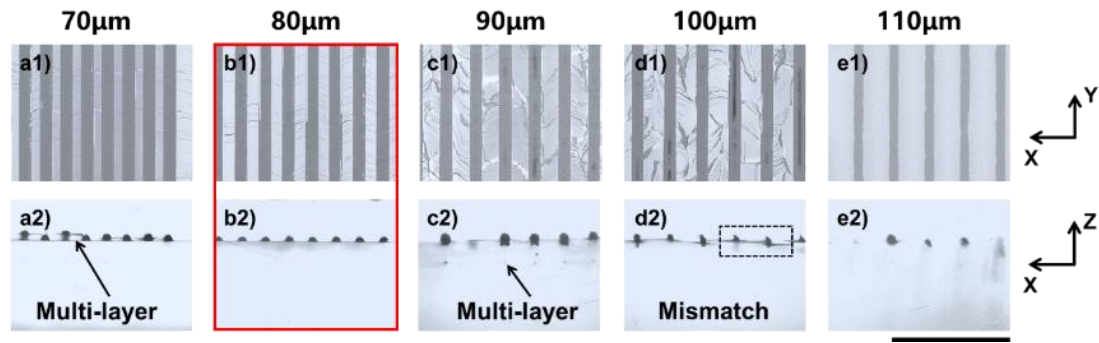 70μm 80μm 90μm 100μm 110μm
a1) b1) c1) d1) e1)
Y
X
a2) b2) c2) d2) e2)
Z
X
Multi-layer Multi-layer Mismatch